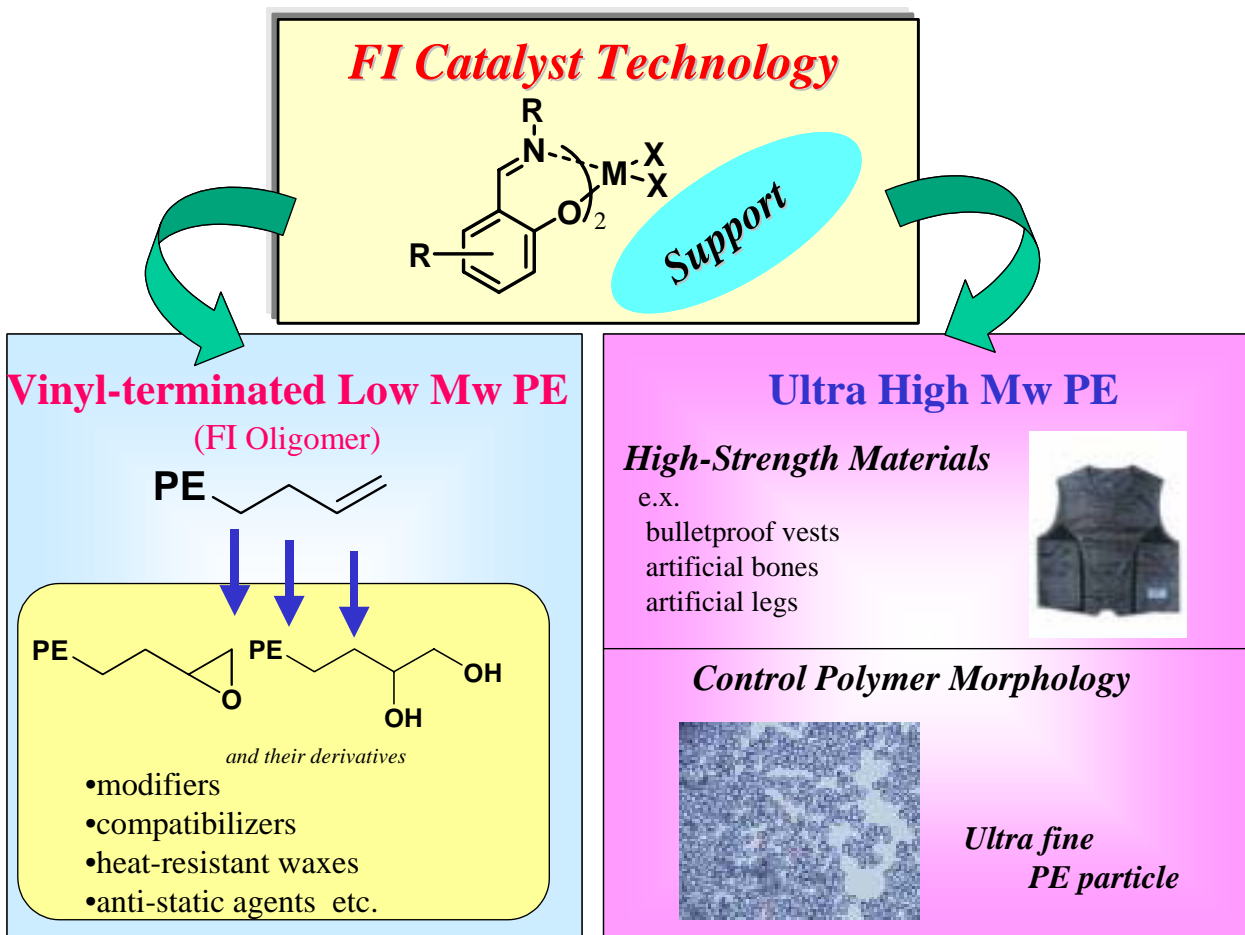 FI Catalyst Technology
R
N
M
X
X
O
2
R
Support
Vinyl-terminated Low Mw PE
(FI Oligomer)
PE
PE
O
PE
OH
OH
and their derivatives
•modifiers
•compatibilizers
•heat-resistant waxes
•anti-static agents etc.
Ultra High Mw PE
High-Strength Materials
e.x.
bulletproof vests
artificial bones
artificial legs
Control Polymer Morphology
Ultra fine
PE particle